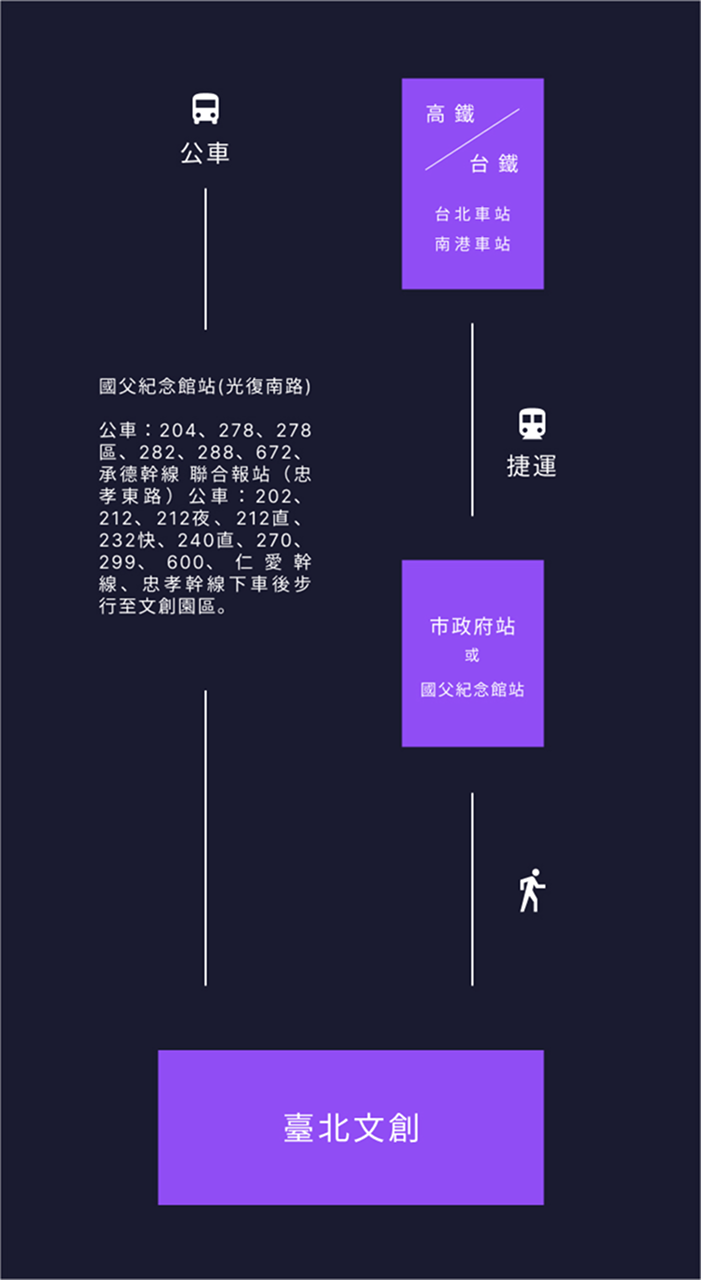 公車
國父紀念館站(光復南路)
公車：204、278、278
區、282、288、672、
承德幹線 聯合報站（忠
孝東路）公車：202、
212、212夜、212直、
232快、240直、270、
299、600、仁愛幹
線、忠孝幹線下車後步
行至文創園區。
高鐵
台鐵
台北車站
南港車站
捷運
市政府站
或
國父紀念館站
臺北文創